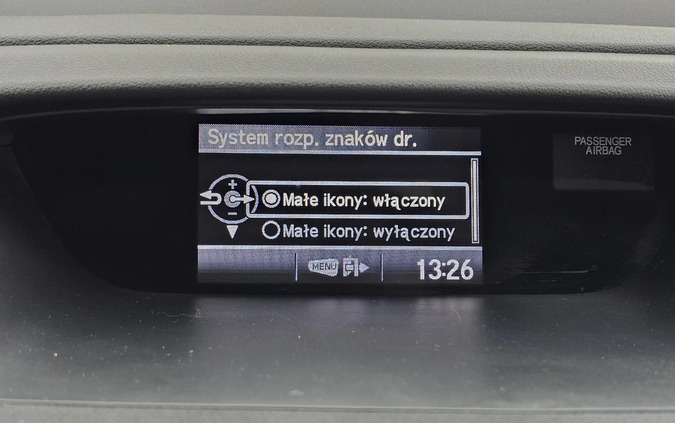 System rozp. znaków dr.
PASSENGER
AIRBAG
Małe ikony: włączony
Małe ikony: wyłączony
MENU
13:26